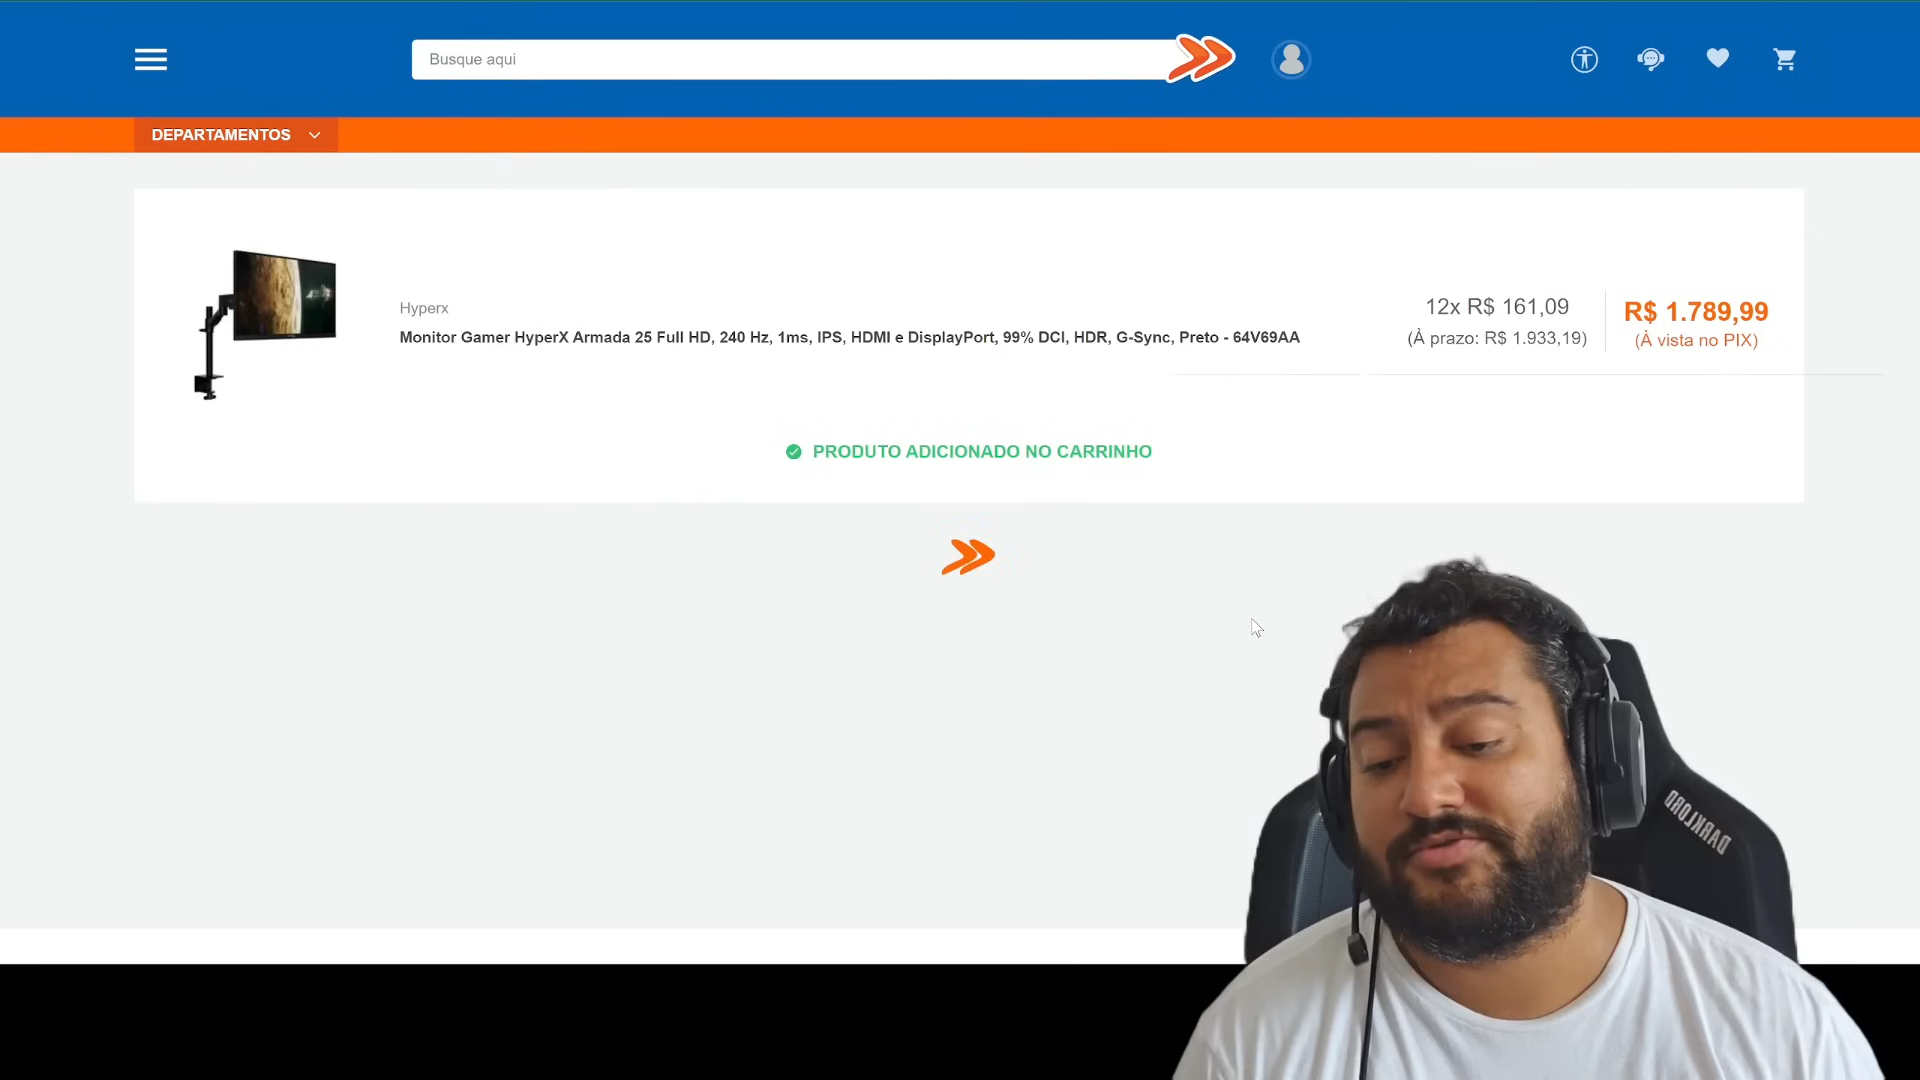 Busque aqui
DEPARTAMENTOS
Hyperx
Monitor Gamer HyperX Armada 25 Full HD, 240 Hz, 1ms, IPS, HDMI e DisplayPort, 99% DCI, HDR, G-Sync, Preto - 64V69AA
12x R$ 161,09
(À prazo: R$ 1.933,19)
R$ 1.789,99
(À vista no PIX)
PRODUTO ADICIONADO NO CARRINHO
DARKLORD